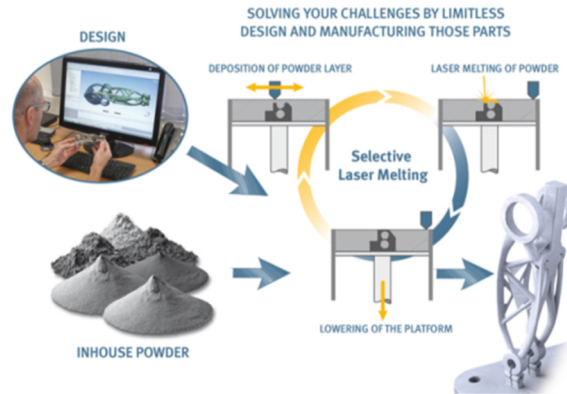 SOLVING YOUR CHALLENGES BY LIMITLESS
DESIGN AND MANUFACTURING THOSE PARTS
DESIGN
DEPOSITION OF POWDER LAYER
LASER MELTING OF POWDER
Selective
Laser Melting
LOWERING OF THE PLATFORM
INHOUSE POWDER